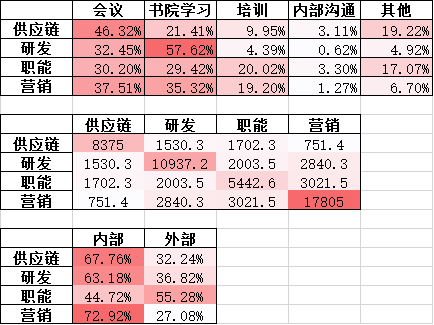 会议 书院学习 培训 内部沟通 其他
供应链 46.32% 21.41% 9.95% 3.11% 19.22%
研发 32.45% 57.62% 4.39% 0.62% 4.92%
职能 30.20% 29.42% 20.02% 3.30% 17.07%
营销 37.51% 35.32% 19.20% 1.27% 6.70%
供应链 研发 职能 营销
供应链 8375 1530.3 1702.3 751.4
研发 1530.3 10937.2 2003.5 2840.3
职能 1702.3 2003.5 5442.6 3021.5
营销 751.4 2840.3 3021.5 17805
内部 外部
供应链 67.76% 32.24%
研发 63.18% 36.82%
职能 44.72% 55.28%
营销 72.92% 27.08%